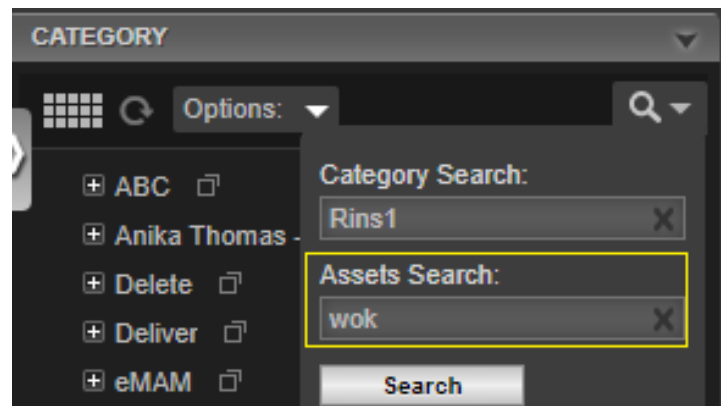 CATEGORY
Options:
Category Search:
ABC
Rins1
Anika Thomas -
Assets Search:
Delete
wok
Deliver
eMAM
Search